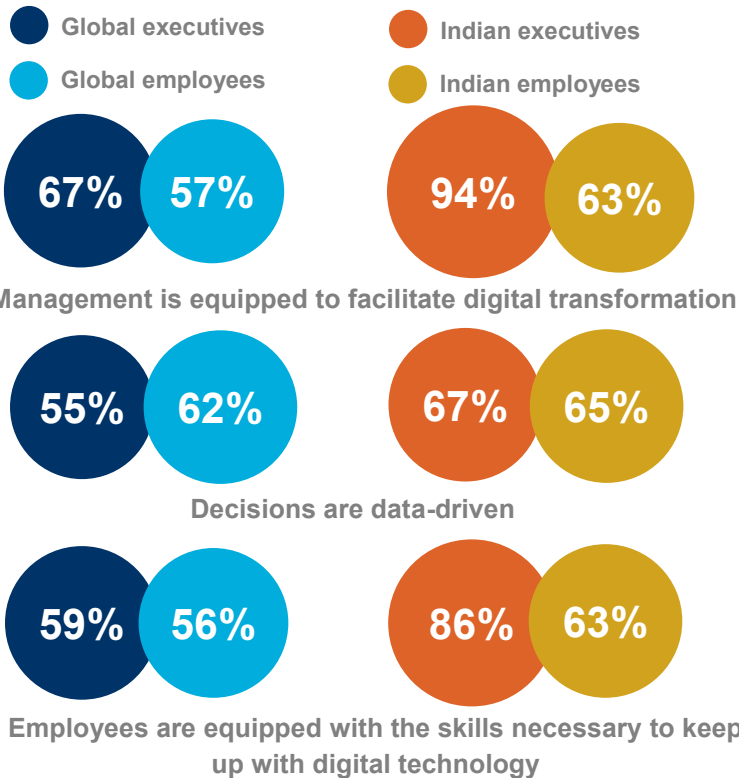 Global executives
Indian executives
Global employees
Indian employees
67% 57% 94% 63%
Management is equipped to facilitate digital transformation
55% 62% 67% 65%
Decisions are data-driven
59% 56% 86% 63%
Employees are equipped with the skills necessary to keep
up with digital technology